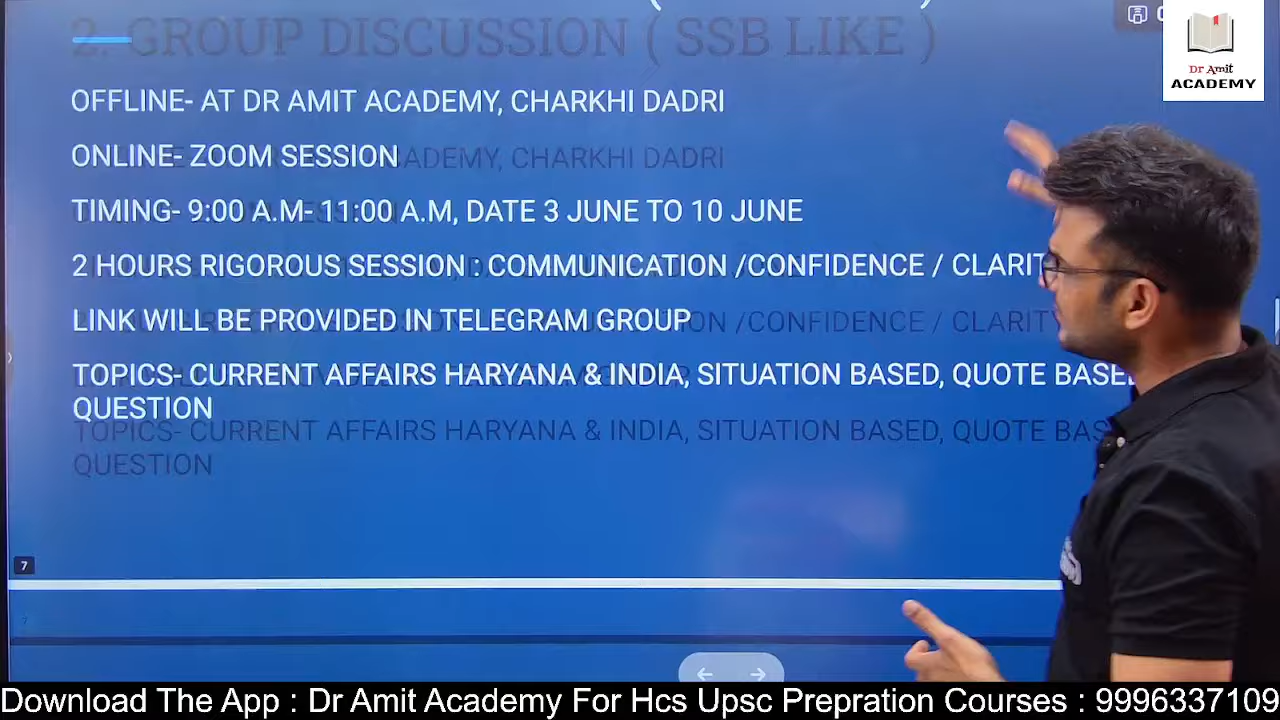 2. GROUP DISCUSSION ( SSB LIKE )
OFFLINE- AT DR AMIT ACADEMY, CHARKHI DADRI
ONLINE- ZOOM SESSION
TIMING- 9:00 A.M- 11:00 A.M, DATE 3 JUNE TO 10 JUNE
2 HOURS RIGOROUS SESSION : COMMUNICATION /CONFIDENCE / CLARIT
LINK WILL BE PROVIDED IN TELEGRAM GROUP
TOPICS- CURRENT AFFAIRS HARYANA & INDIA, SITUATION BASED, QUOTE BASE
QUESTION
7
Dr Amit
ACADEMY
Download The App : Dr Amit Academy For Hcs Upsc Prepration Courses : 9996337109